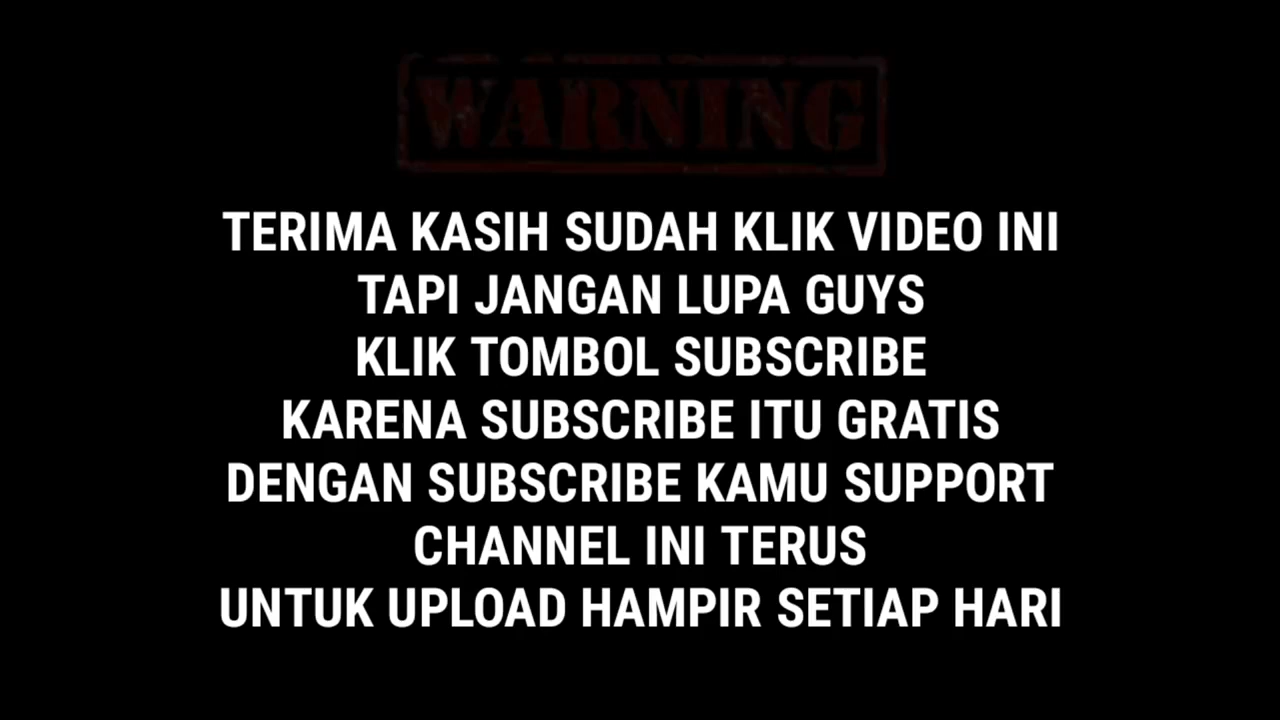 WARNING
TERIMA KASIH SUDAH KLIK VIDEO INI
TAPI JANGAN LUPA GUYS
KLIK TOMBOL SUBSCRIBE
KARENA SUBSCRIBE ITU GRATIS
DENGAN SUBSCRIBE KAMU SUPPORT
CHANNEL INI TERUS
UNTUK UPLOAD HAMPIR SETIAP HARI